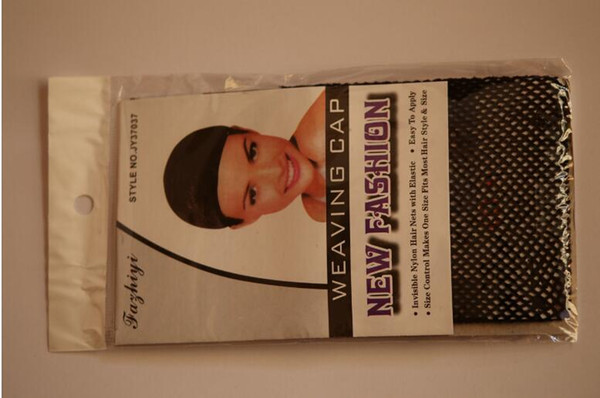 STYLE NO.JY37037
Fazhiyi
WEAVING CAP
NEW FASHION
• Invisible Nylon Hair Nets with Elastic • Easy To Apply
• Size Control Makes One Size Fits Most Hair Style & Size